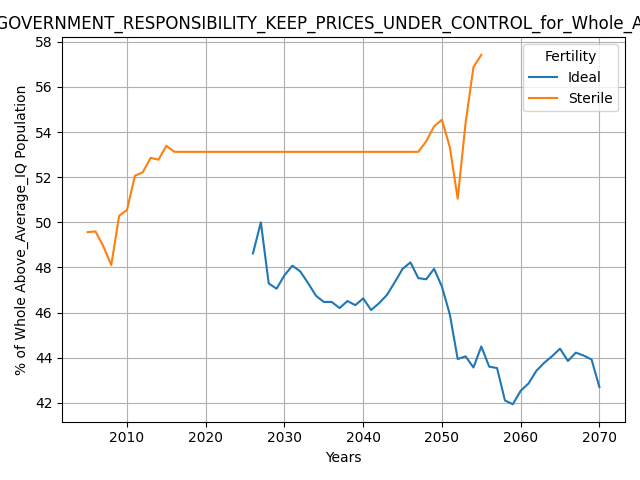 GOVERNMENT_RESPONSIBILITY_KEEP_PRICES_UNDER_CONTROL_for_Whole_A
58
56
54
52
50
48
46
44
42
% of Whole Above_Average_IQ Population
Fertility
Ideal
Sterile
2010 2020 2030 2040 2050 2060 2070
Years